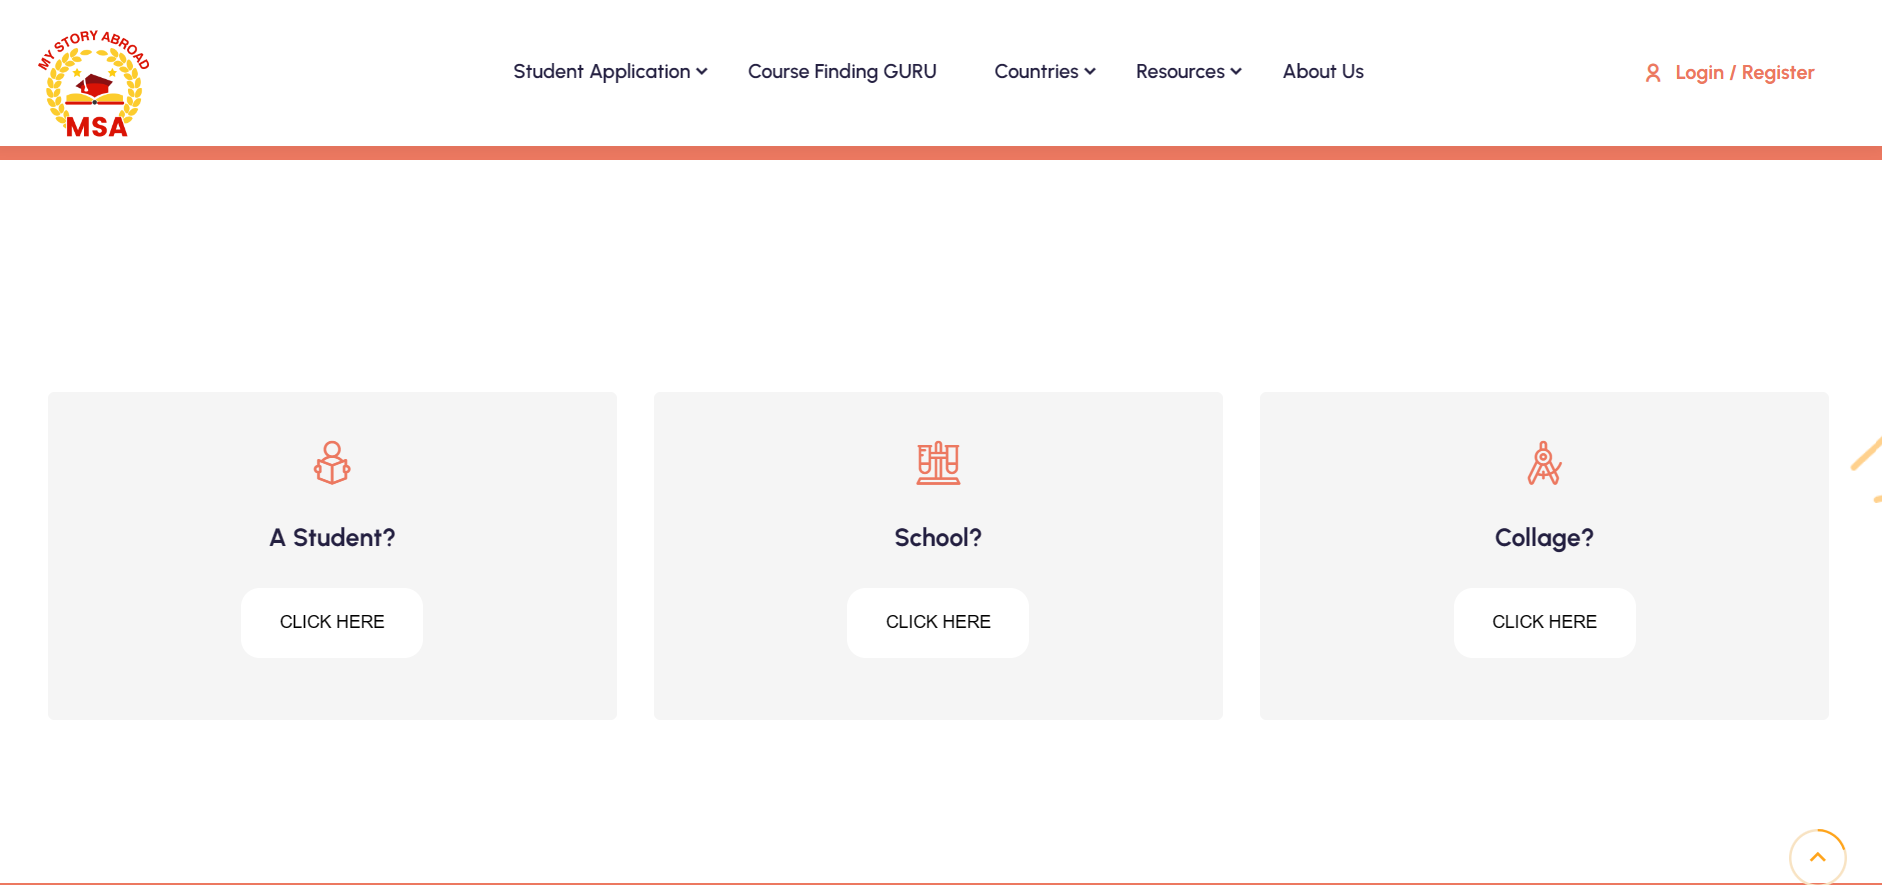 MY STORY ABROAD
MSA
Student Application
Course Finding GURU
Countries
Resources
About Us
Login / Register
A Student?
CLICK HERE
School?
CLICK HERE
Collage?
CLICK HERE